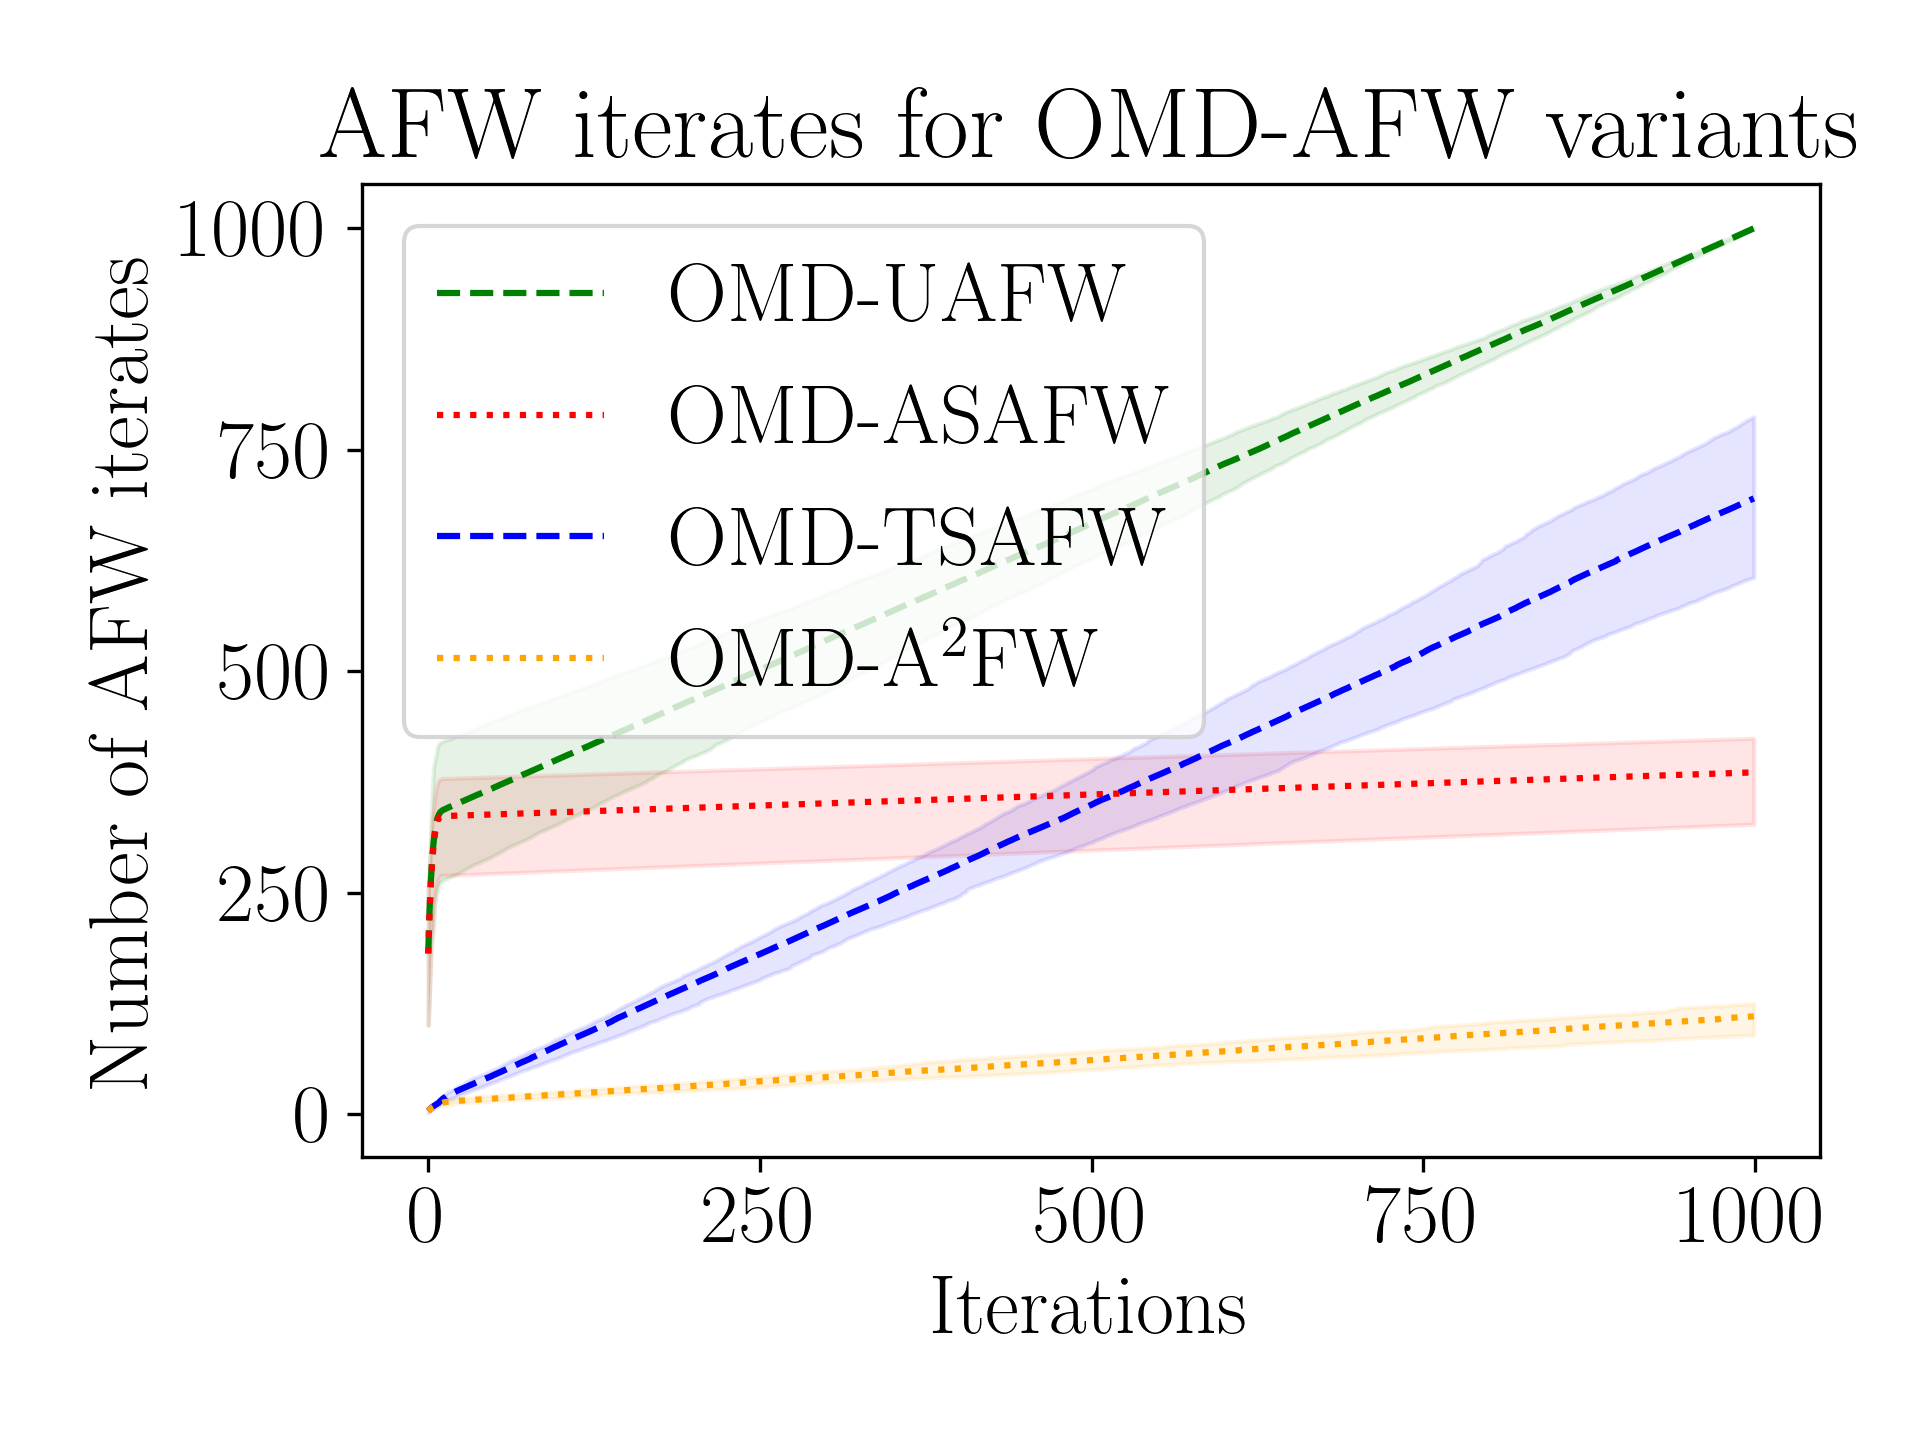 AFW iterates for OMD-AFW variants
Number of AFW iterates
1000
750
500
250
0
OMD-UAFW
OMD-ASAFW
OMD-TSAFW
OMD-A²FW
0 250 500 750 1000
Iterations